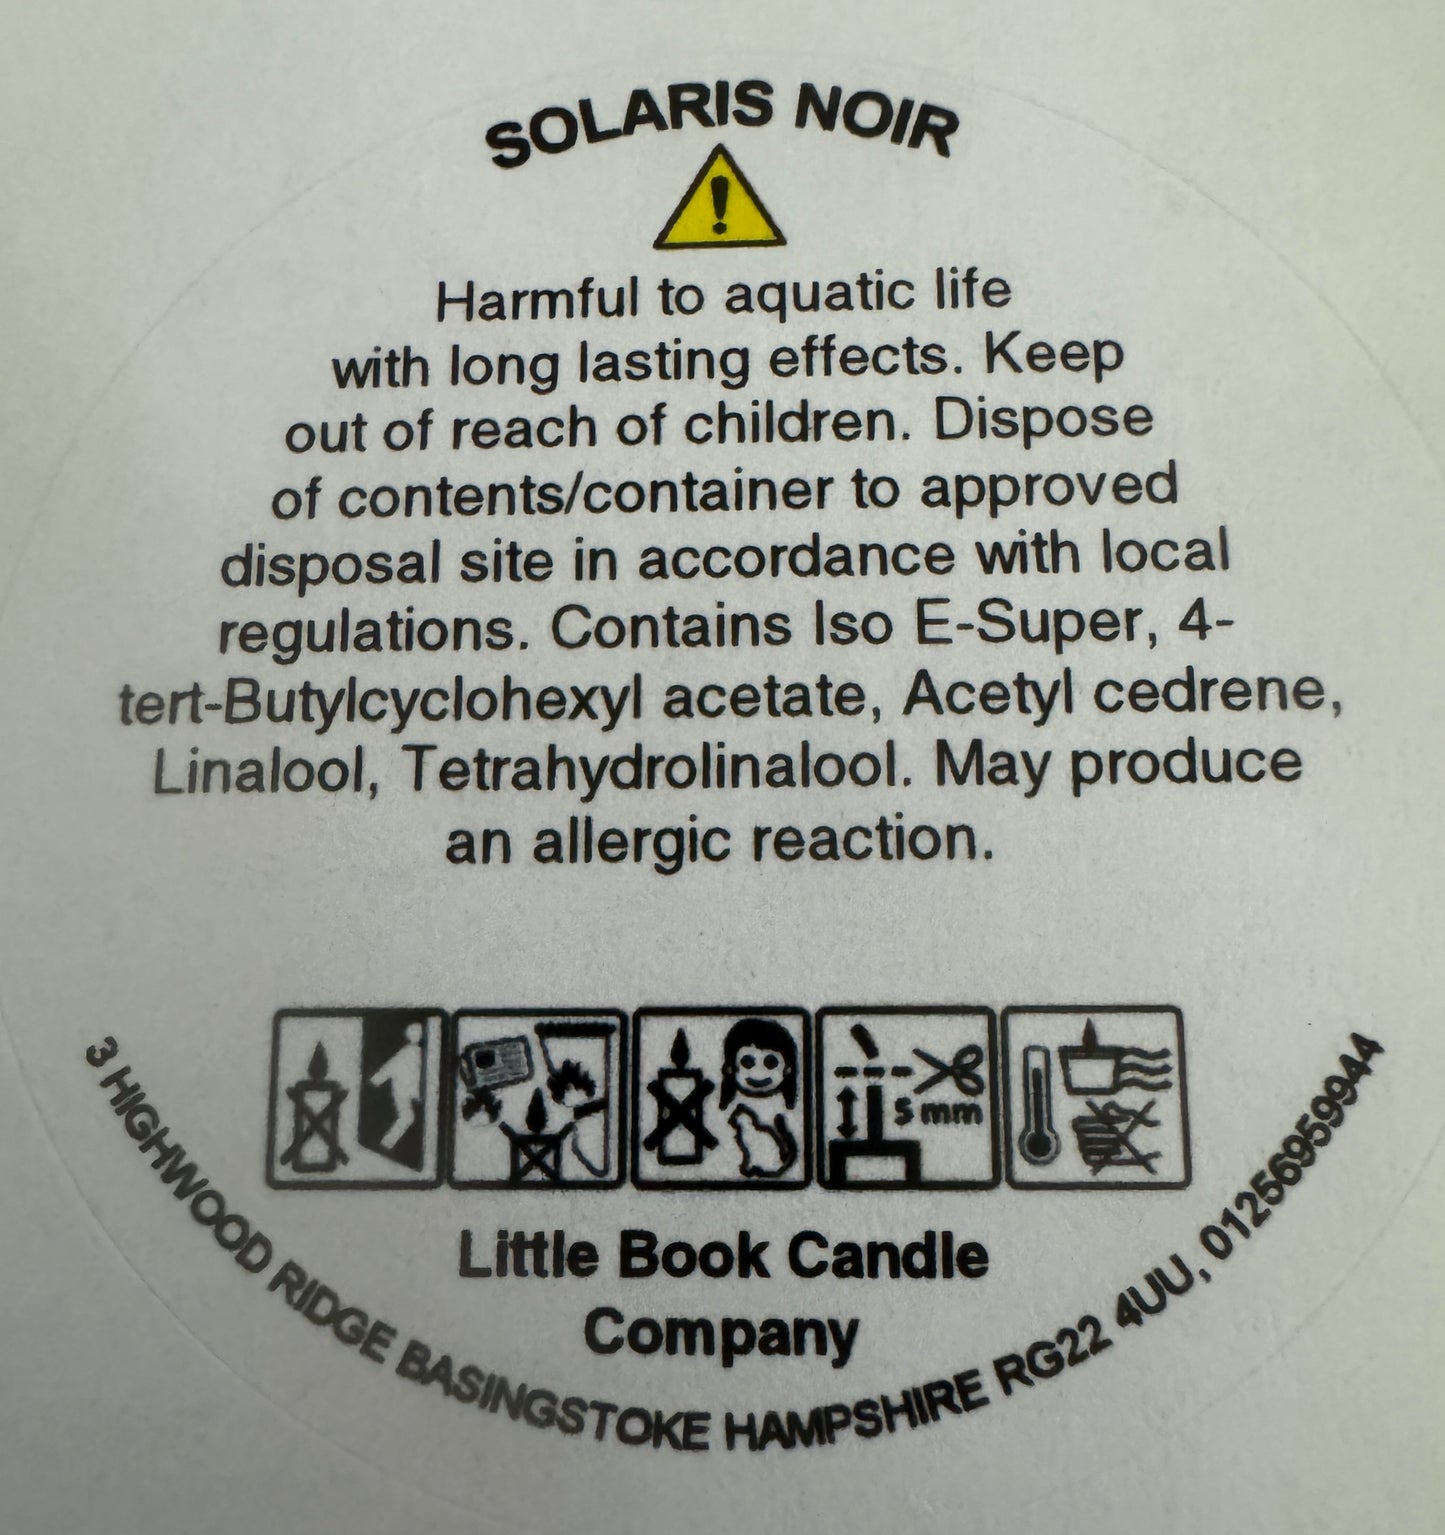 SOLARIS NOIR
!
Harmful to aquatic life
with long lasting effects. Keep
out of reach of children. Dispose
of contents/container to approved
disposal site in accordance with local
regulations. Contains Iso E-Super, 4-
tert-Butylcyclohexyl acetate, Acetyl cedrene,
Linalool, Tetrahydrolinalool. May produce
an allergic reaction.
5 mm
Little Book Candle
Company
3 HIGHWOOD RIDGE BASINGSTOKE HAMPSHIRE RG22 4UU, 01256959944